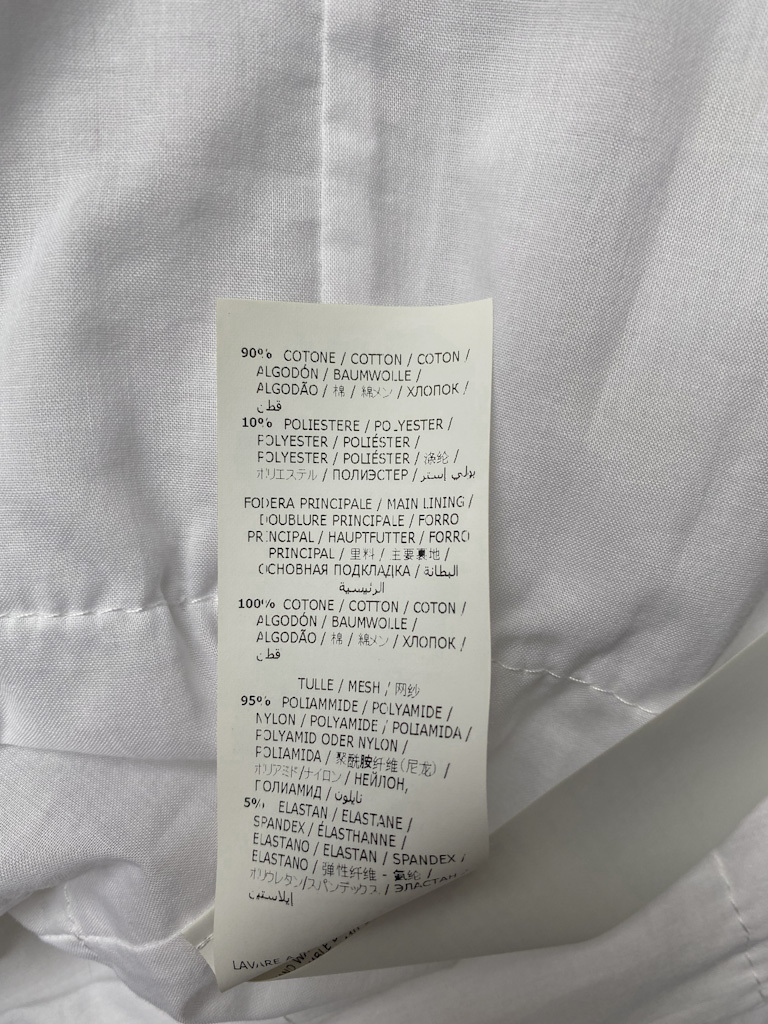 90% COTONE / COTTON / COTON /
ALGODÓN / BAUMWOLLE /
ALGODÃO / 棉 / 綿メン / ХЛОПОК /
قطن
10% POLIESTERE / POLYESTER /
POLYESTER / POLIÉSTER /
POLYESTER / POLIÉSTER / 涤纶 /
ポリエステル / ПОЛИЭСТЕР / بولي إستر
FODERA PRINCIPALE / MAIN LINING /
DOUBLURE PRINCIPALE / FORRO
PRINCIPAL / HAUPTFUTTER / FORRO
PRINCIPAL / 里料 / 主要裏地 /
ОСНОВНАЯ ПОДКЛАДКА / البطانة
الرئيسية
100% COTONE / COTTON / COTON /
ALGODÓN / BAUMWOLLE /
ALGODÃO / 棉 / 綿メン / ХЛОПОК /
قطن
TULLE / MESH / 网纱
95% POLIAMMIDE / POLYAMIDE /
NYLON / POLYAMIDE / POLIAMIDA /
POLYAMID ODER NYLON /
POLIAMIDA / 聚酰胺纤维(尼龙) /
ポリアミド/ナイロン / НЕЙЛОН,
ПОЛИАМИД / نايلون
5% ELASTAN / ELASTANE /
SPANDEX / ÉLASTHANNE /
ELASTANO / ELASTAN / SPANDEX /
ELASTANO / 弹性纤维 - 氨纶 /
ポリウレタン/スパンデックス / ЭЛАСТАН /
إيلاستين
LAVARE